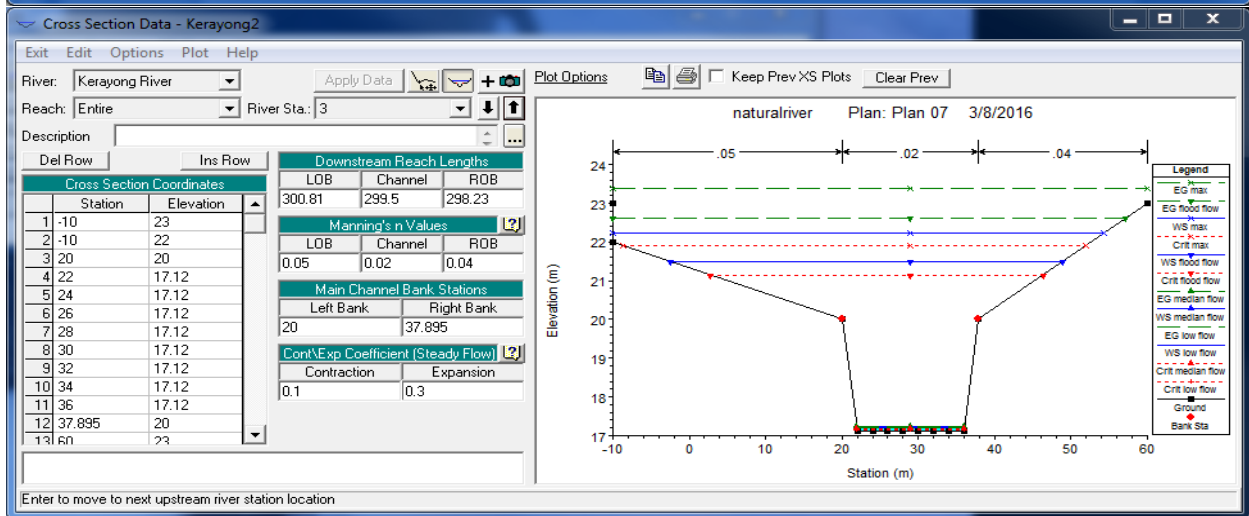 Cross Section Data - Kerayong2
Exit Edit Options Plot Help
River: Kerayong River Apply Data
Reach: Entire River Sta.: 3
Description ...
Del Row Ins Row
Cross Section Coordinates
Station Elevation
1 -10 23
2 -10 22
3 20 20
4 22 17.12
5 24 17.12
6 26 17.12
7 28 17.12
8 30 17.12
9 32 17.12
10 34 17.12
11 36 17.12
12 37.895 20
13 60 23
Downstream Reach Lengths
LOB Channel ROB
300.81 299.5 298.23
Manning's n Values
LOB Channel ROB
0.05 0.02 0.04
Main Channel Bank Stations
Left Bank Right Bank
20 37.895
Cont\Exp Coefficient (Steady Flow)
Contraction Expansion
0.1 0.3
Plot Options Keep Prev XS Plots Clear Prev
naturalriver Plan: Plan 07 3/8/2016
.05 .02 .04
24
23
22
21
20
19
18
17
Elevation (m)
-10 0 10 20 30 40 50 60
Station (m)
Legend
EG max
EG flood flow
WS max
Crit max
WS flood flow
Crit flood flow
EG median flow
WS median flow
EG low flow
WS low flow
Crit median flow
Crit low flow
Ground
Bank Sta
Enter to move to next upstream river station location